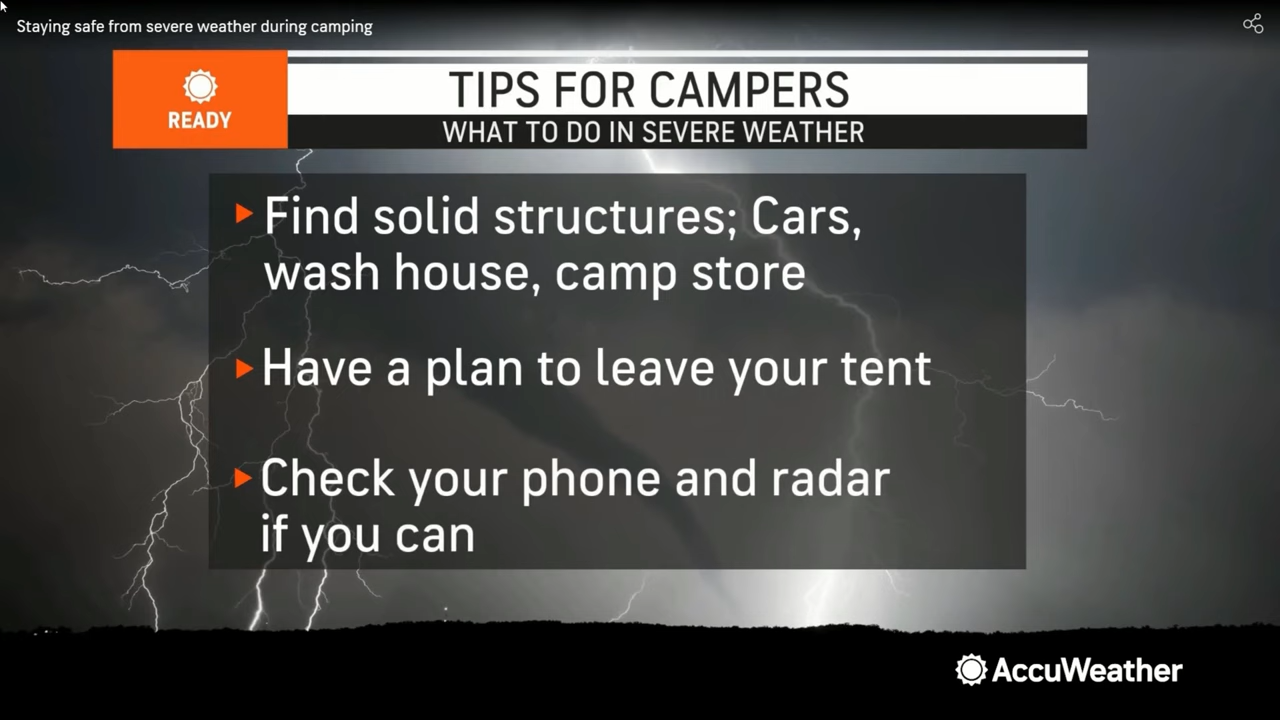 Staying safe from severe weather during camping
READY
TIPS FOR CAMPERS
WHAT TO DO IN SEVERE WEATHER
Find solid structures; Cars,
wash house, camp store
Have a plan to leave your tent
Check your phone and radar
if you can
AccuWeather